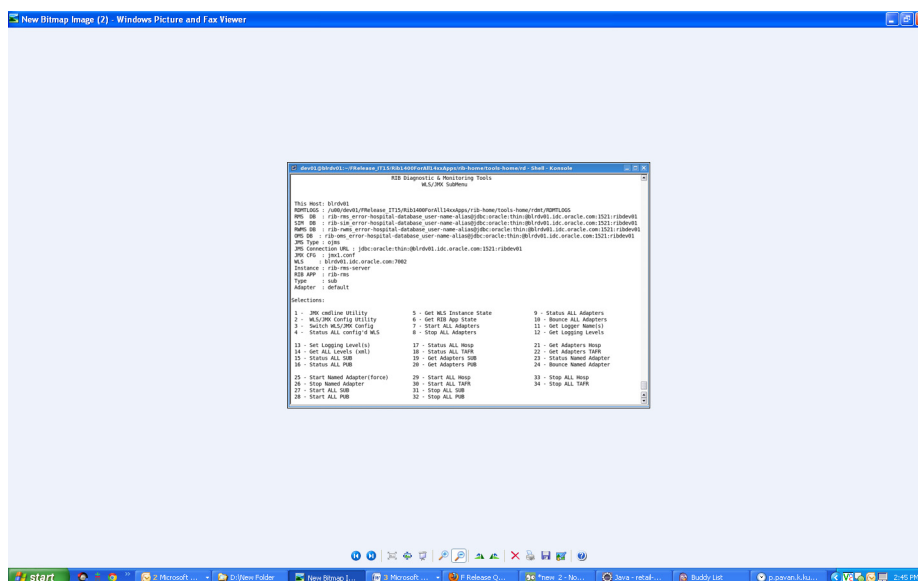 New Bitmap Image (2) - Windows Picture and Fax Viewer
dev01@blrdv01:~/FRelease_IT15/Rib1400ForAll14xxApps/rib-home/tools-home/rd - Shell - Konsole
RIB Diagnostic & Monitoring Tools
WLS/JMX SubMenu
This Host: blrdv01
RDMTLOGS : /u00/dev01/FRelease_IT15/Rib1400ForAll14xxApps/rib-home/tools-home/rdmt/RDMTLOGS
RMS DB : rib-rms_error-hospital-database_user-name-alias@jdbc:oracle:thin:@blrdv01.idc.oracle.com:1521:ribdev01
SIM DB : rib-sim_error-hospital-database_user-name-alias@jdbc:oracle:thin:@blrdv01.idc.oracle.com:1521:ribdev01
RWMS DB : rib-rwms_error-hospital-database_user-name-alias@jdbc:oracle:thin:@blrdv01.idc.oracle.com:1521:ribdev01
OMS DB : rib-oms_error-hospital-database_user-name-alias@jdbc:oracle:thin:@blrdv01.idc.oracle.com:1521:ribdev01
JMS Type : ojms
JMS Connection URL : jdbc:oracle:thin:@blrdv01.idc.oracle.com:1521:ribdev01
JMX CFG : jmx1.conf
WLS : blrdv01.idc.oracle.com:7002
Instance : rib-rms-server
RIB APP : rib-rms
Type : sub
Adapter : default
Selections:
1 - JMX cmdline Utility 5 - Get WLS Instance State 9 - Status ALL Adapters
2 - WLS/JMX Config Utility 6 - Get RIB App State 10 - Bounce ALL Adapters
3 - Switch WLS/JMX Config 7 - Start ALL Adapters 11 - Get Logger Name(s)
4 - Status ALL config'd WLS 8 - Stop ALL Adapters 12 - Get Logging Levels
13 - Set Logging Level(s) 17 - Status ALL Hosp 21 - Get Adapters Hosp
14 - Get ALL Levels (xml) 18 - Status ALL TAFR 22 - Get Adapters TAFR
15 - Status ALL SUB 19 - Get Adapters SUB 23 - Status Named Adapter
16 - Status ALL PUB 20 - Get Adapters PUB 24 - Bounce Named Adapter
25 - Start Named Adapter(force) 29 - Start ALL Hosp 33 - Stop ALL Hosp
26 - Stop Named Adapter 30 - Start ALL TAFR 34 - Stop ALL TAFR
27 - Start ALL SUB 31 - Stop ALL SUB
28 - Start ALL PUB 32 - Stop ALL PUB
start 2 Microsoft ... D:\New Folder New Bitmap I... 3 Microsoft ... F Release Q... *new 2 - No... Java - retal-... Buddy List p.pavan.k.ku... 2:45 PM